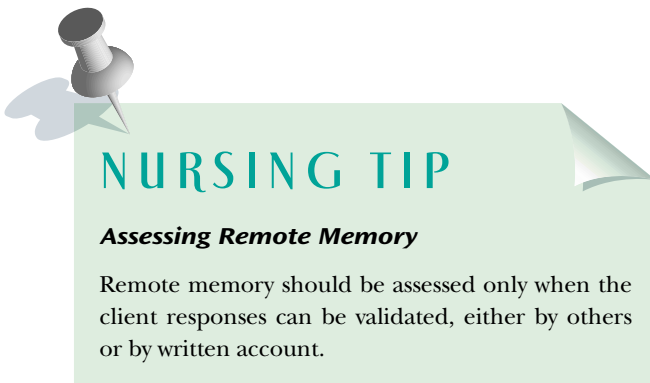 NURSING TIP
Assessing Remote Memory
Remote memory should be assessed only when the
client responses can be validated, either by others
or by written account.